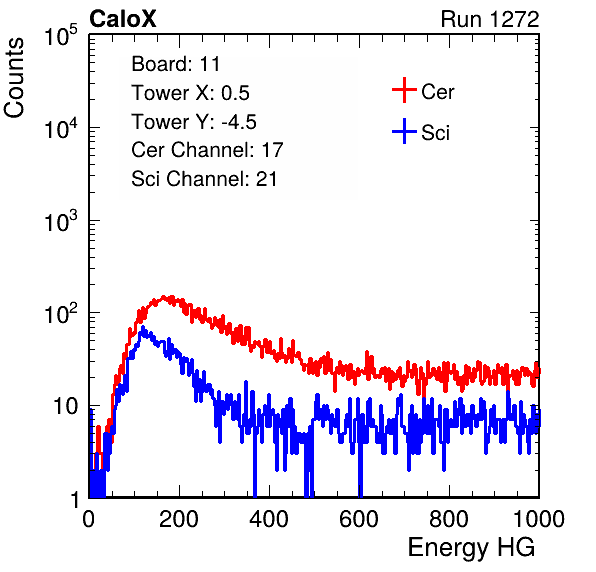 CaloX Run 1272
Counts
10^5
10^4
10^3
10^2
10
1
Board: 11
Tower X: 0.5
Tower Y: -4.5
Cer Channel: 17
Sci Channel: 21
Cer
Sci
0 200 400 600 800 1000
Energy HG